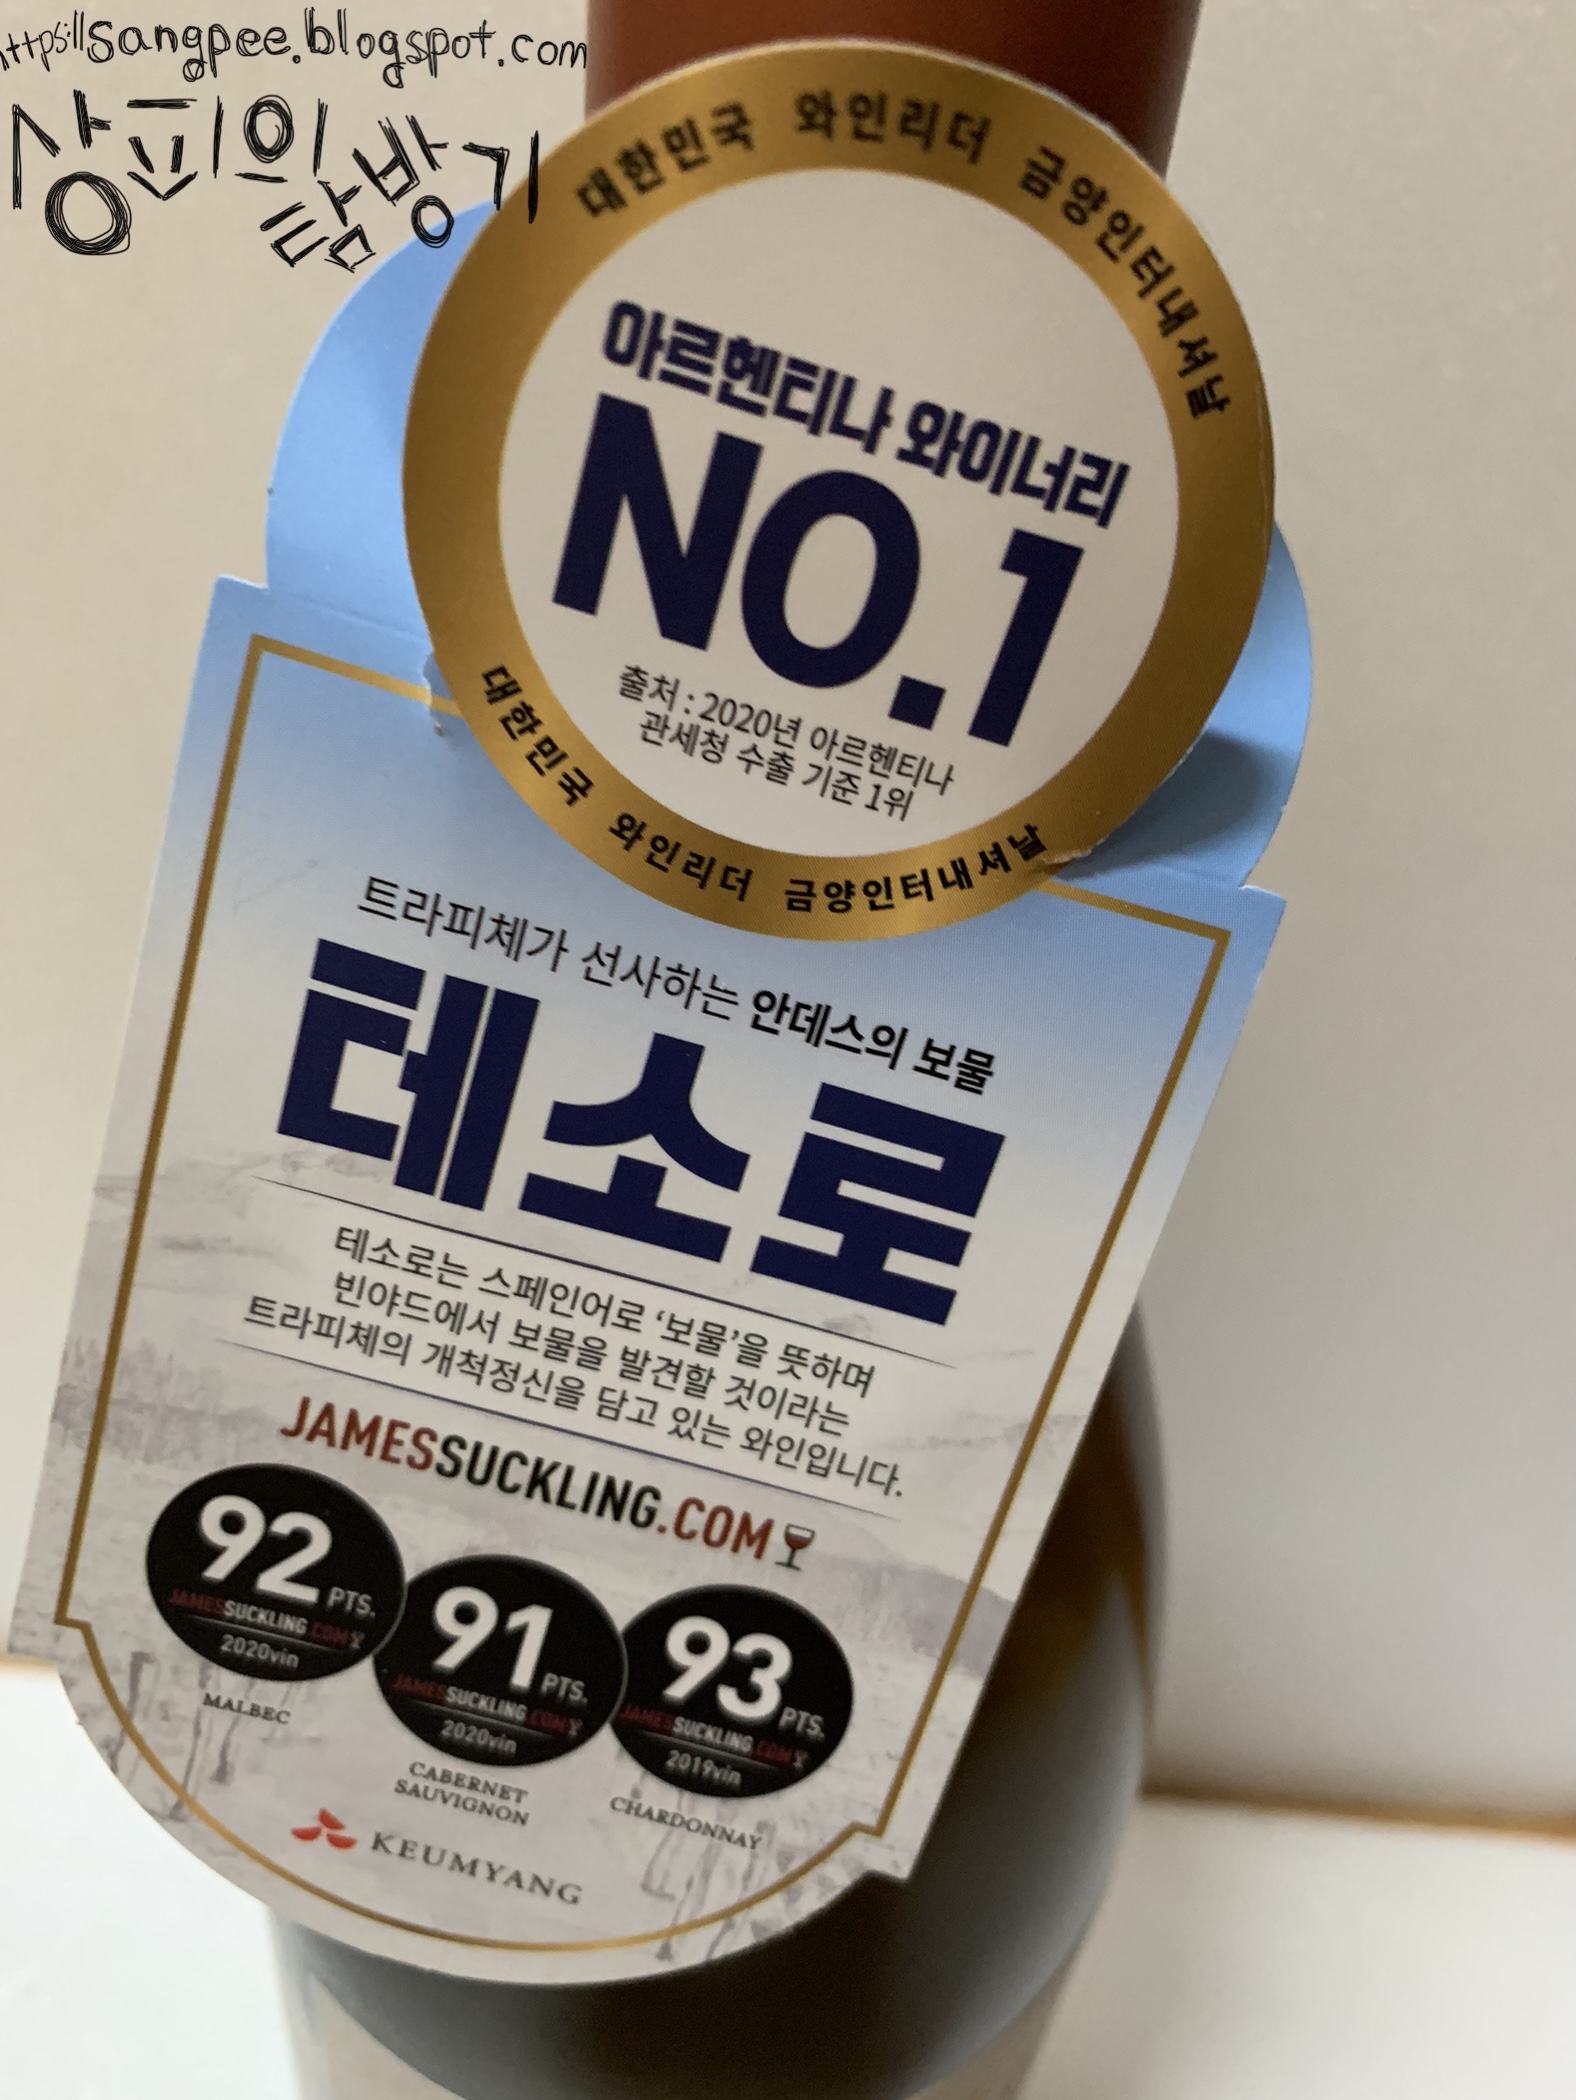 https://sangpee.blogspot.com
상피의
탐방기
대한민국 와인리더 금양인터내셔날
아르헨티나 와이너리
NO.1
출처 : 2020년 아르헨티나
관세청 수출 기준 1위
대한민국 와인리더 금양인터내셔날
트라피체가 선사하는 안데스의 보물
테소로
테소로는 스페인어로 ‘보물’을 뜻하며
빈야드에서 보물을 발견할 것이라는
트라피체의 개척정신을 담고 있는 와인입니다.
JAMESSUCKLING.COM
92 PTS.
JAMESSUCKLING.COM
2020vin
MALBEC
91 PTS.
JAMESSUCKLING.COM
2020vin
CABERNET
SAUVIGNON
93 PTS.
JAMESSUCKLING.COM
2019vin
CHARDONNAY
KEUMYANG